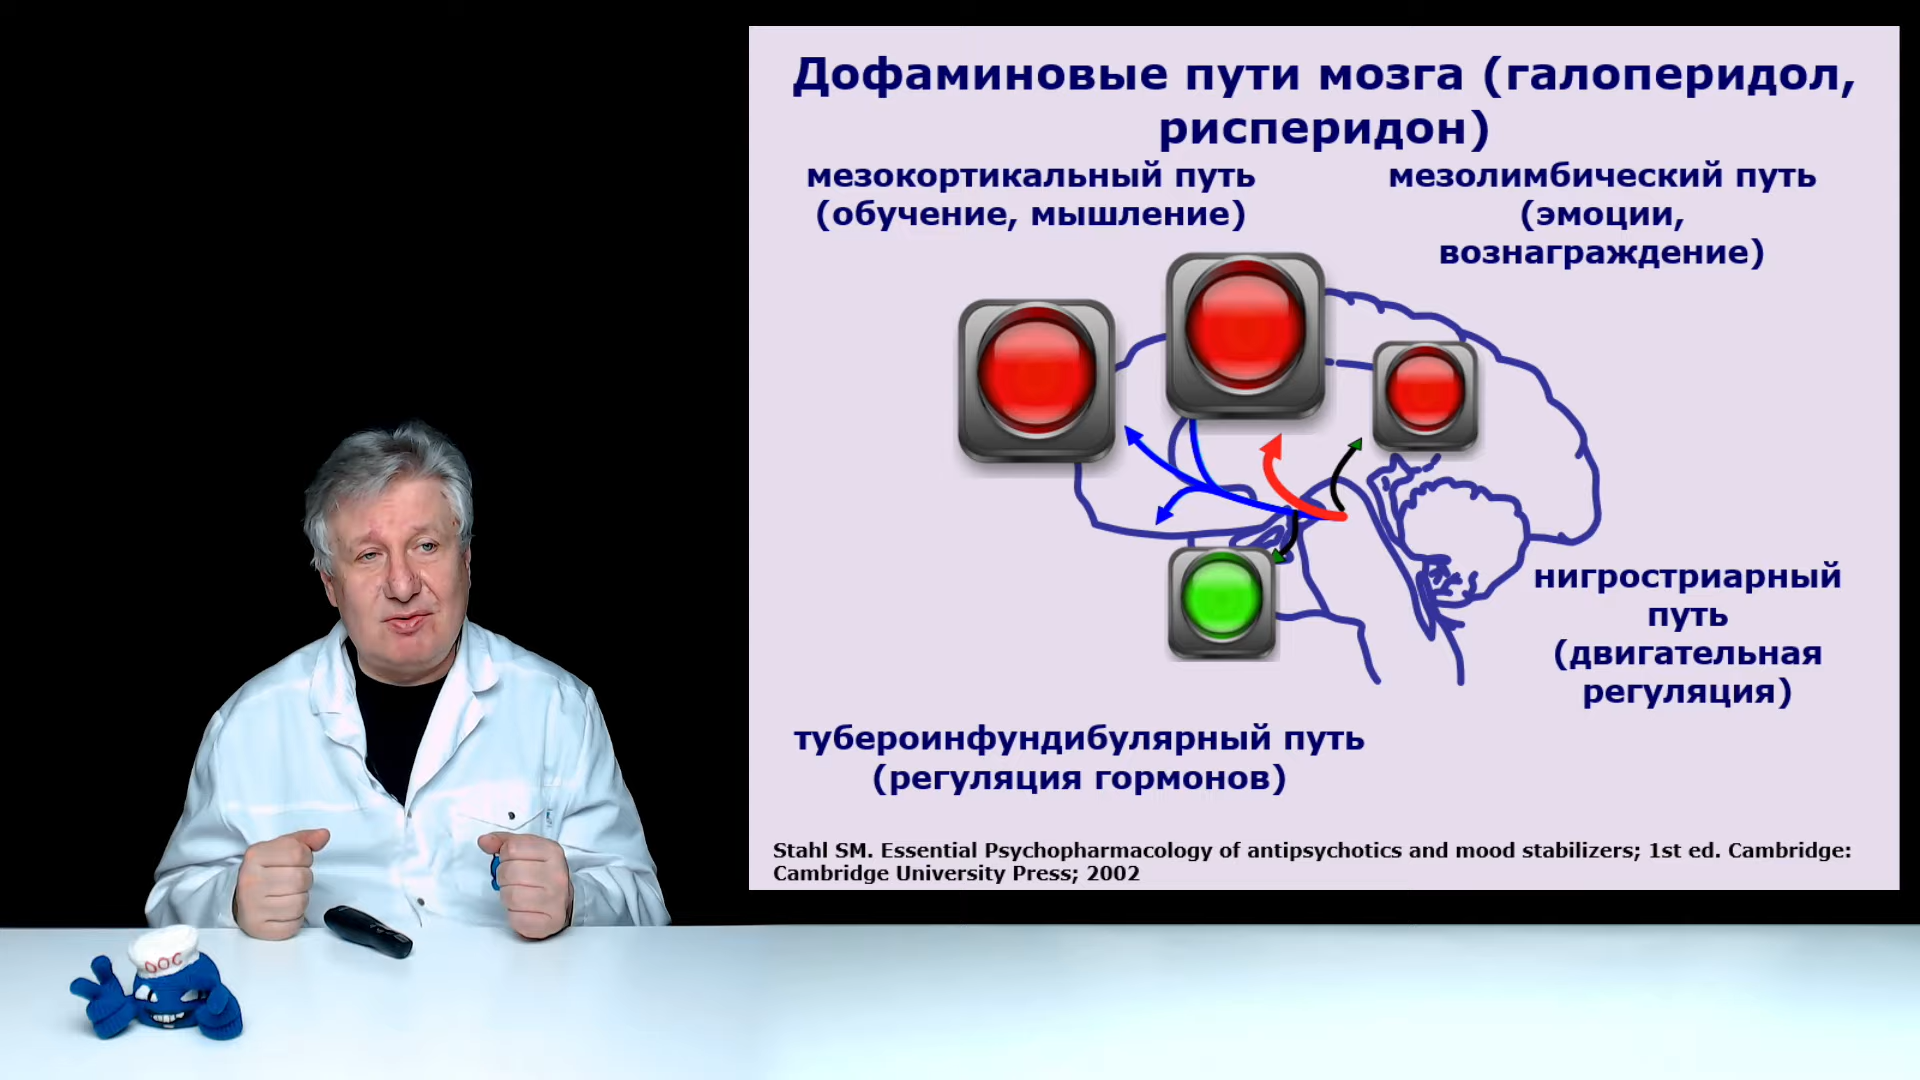 Дофаминовые пути мозга (галоперидол,
рисперидон)
мезокортикальный путь
(обучение, мышление)
мезолимбический путь
(эмоции,
вознаграждение)
нигростриарный
путь
(двигательная
регуляция)
тубероинфундибулярный путь
(регуляция гормонов)
Stahl SM. Essential Psychopharmacology of antipsychotics and mood stabilizers; 1st ed. Cambridge:
Cambridge University Press; 2002
DOC